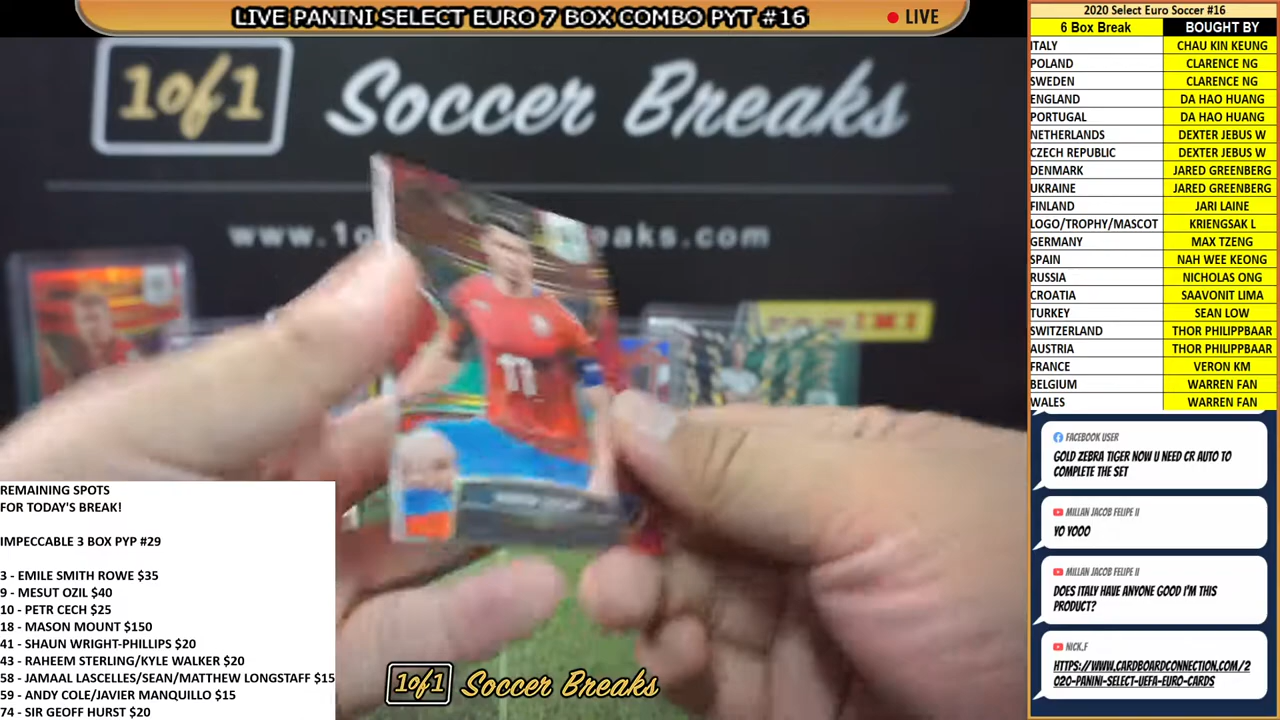 LIVE PANINI SELECT EURO 7 BOX COMBO PYT #16
LIVE
1of1 Soccer Breaks
www.1o
eaks.com
PANINI
11
1of1 Soccer Breaks
REMAINING SPOTS
FOR TODAY'S BREAK!
IMPECCABLE 3 BOX PYP #29
3 - EMILE SMITH ROWE $35
9 - MESUT OZIL $40
10 - PETR CECH $25
18 - MASON MOUNT $150
41 - SHAUN WRIGHT-PHILLIPS $20
43 - RAHEEM STERLING/KYLE WALKER $20
58 - JAMAAL LASCELLES/SEAN/MATTHEW LONGSTAFF $15
59 - ANDY COLE/JAVIER MANQUILLO $15
74 - SIR GEOFF HURST $20
2020 Select Euro Soccer #16
6 Box Break BOUGHT BY
ITALY CHAU KIN KEUNG
POLAND CLARENCE NG
SWEDEN CLARENCE NG
ENGLAND DA HAO HUANG
PORTUGAL DA HAO HUANG
NETHERLANDS DEXTER JEBUS W
CZECH REPUBLIC DEXTER JEBUS W
DENMARK JARED GREENBERG
UKRAINE JARED GREENBERG
FINLAND JARI LAINE
LOGO/TROPHY/MASCOT KRIENGSAK L
GERMANY MAX TZENG
SPAIN NAH WEE KEONG
RUSSIA NICHOLAS ONG
CROATIA SAAVONIT LIMA
TURKEY SEAN LOW
SWITZERLAND THOR PHILIPPBAAR
AUSTRIA THOR PHILIPPBAAR
FRANCE VERON KM
BELGIUM WARREN FAN
WALES WARREN FAN
FACEBOOK USER
GOLD ZEBRA TIGER NOW U NEED CR AUTO TO
COMPLETE THE SET
MILLAN JACOB FELIPE II
YO YOOO
MILLAN JACOB FELIPE II
DOES ITALY HAVE ANYONE GOOD I'M THIS
PRODUCT?
NICK.F
HTTPS://WWW.CARDBOARDCONNECTION.COM/2
020-PANINI-SELECT-UEFA-EURO-CARDS